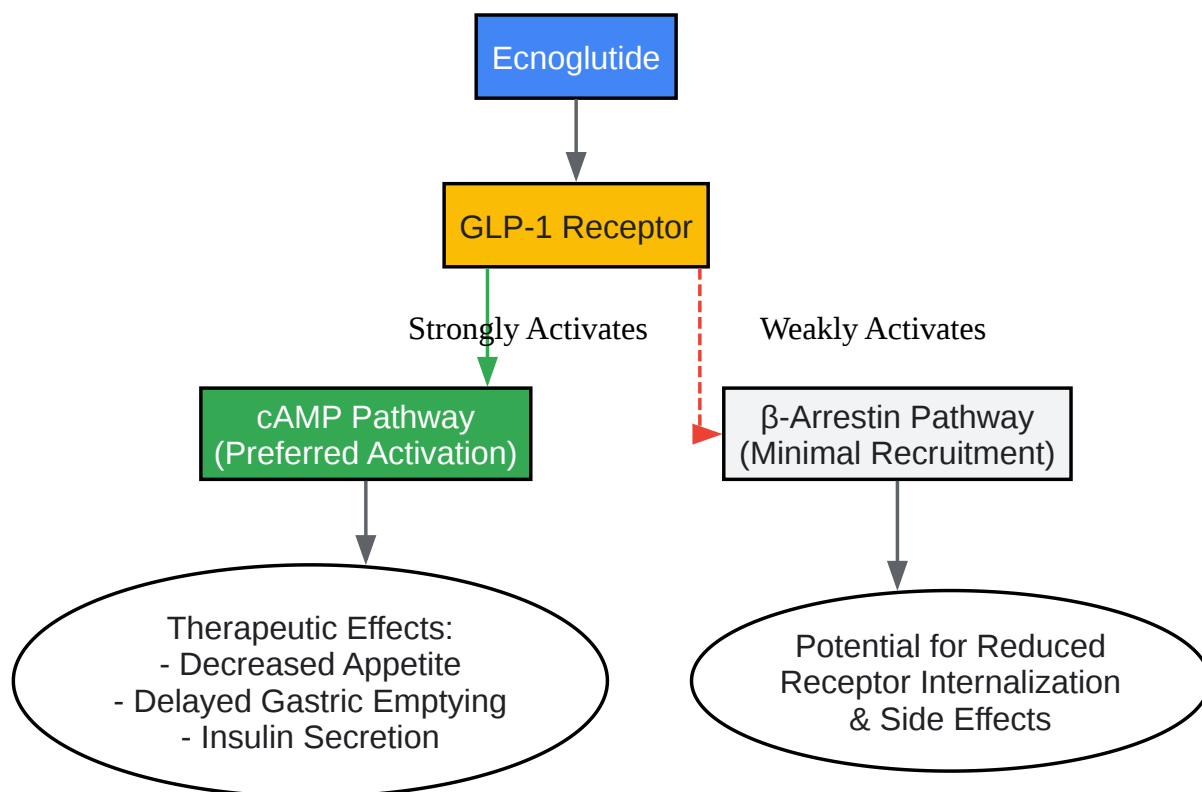 Ecnoglutide
GLP-1 Receptor
Strongly Activates
Weakly Activates
cAMP Pathway
(Preferred Activation)
β-Arrestin Pathway
(Minimal Recruitment)
Therapeutic Effects:
- Decreased Appetite
- Delayed Gastric Emptying
- Insulin Secretion
Potential for Reduced
Receptor Internalization
& Side Effects